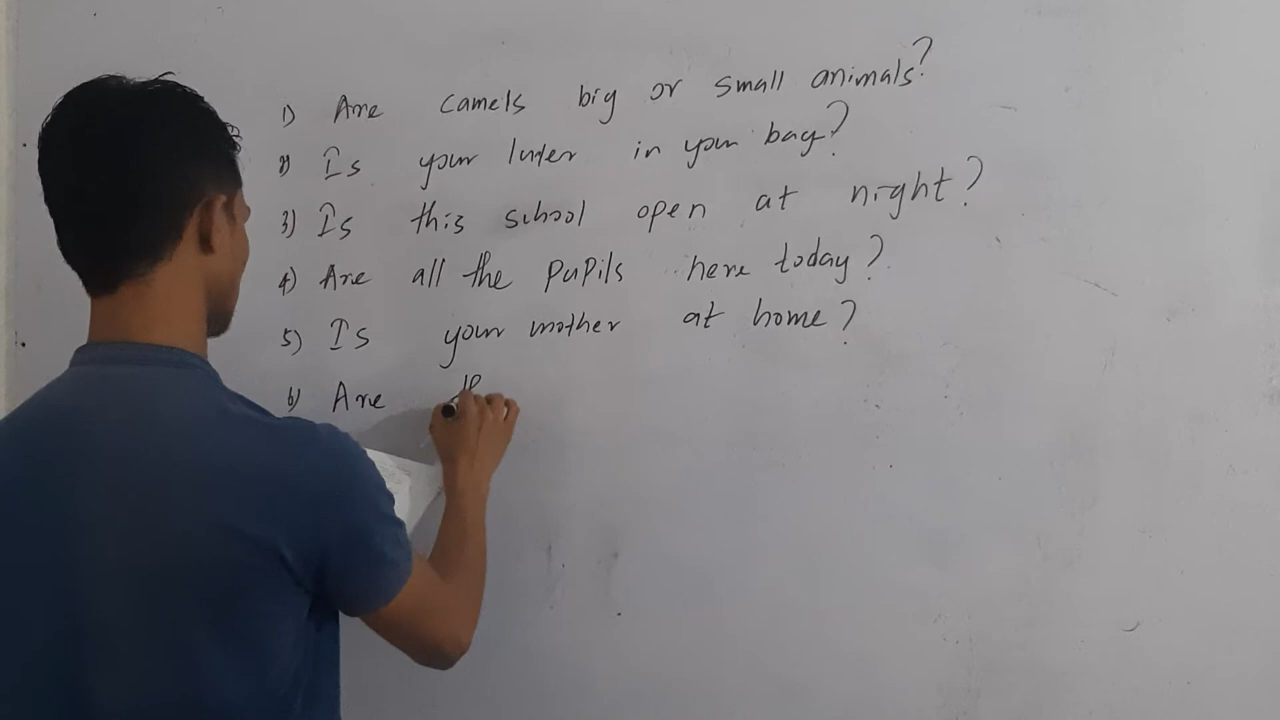 1) Are camels big or small animals?
2) Is your in your bag?
3) Is this school open at night?
4) Are all the pupils here today?
5) Is your mother at home?
6) Are